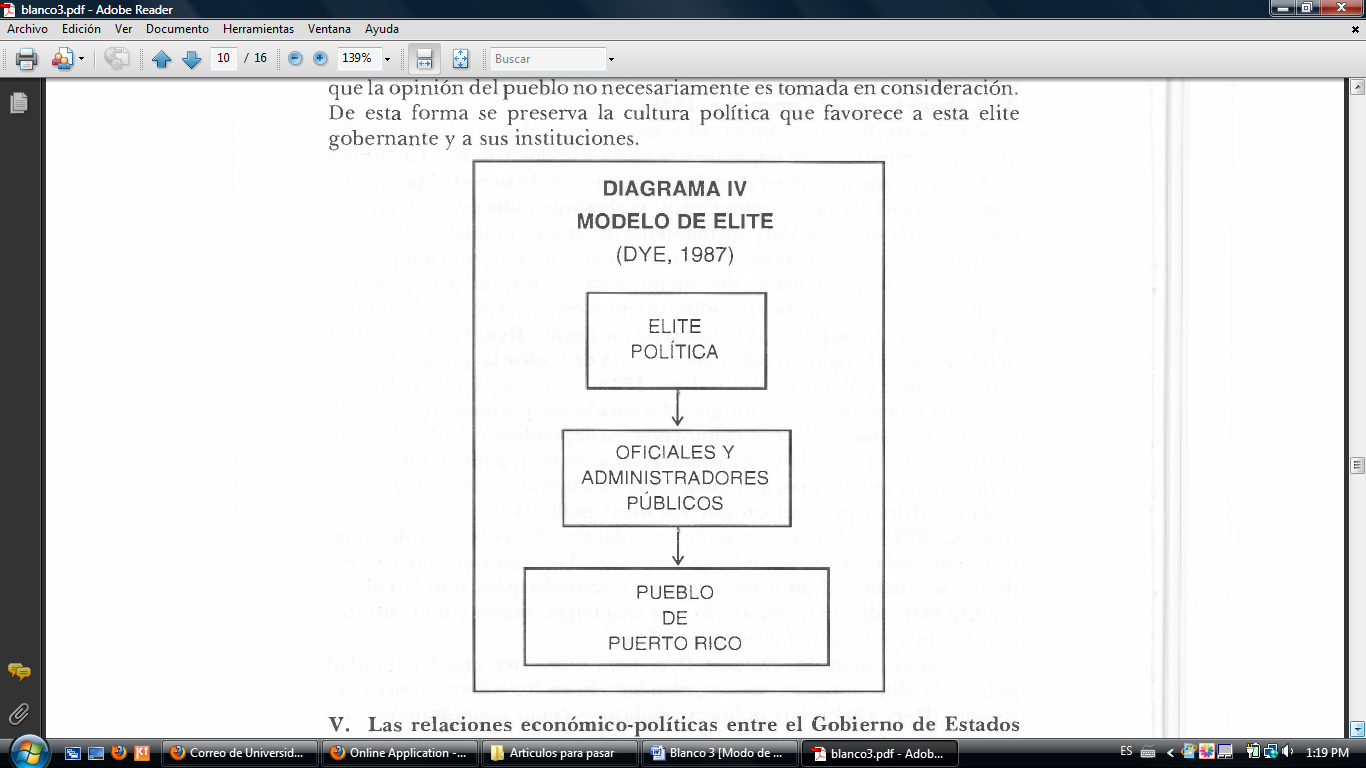 blanco3.pdf - Adobe Reader
Archivo Edición Ver Documento Herramientas Ventana Ayuda
10 / 16 139% Buscar
que la opinión del pueblo no necesariamente es tomada en consideración.
De esta forma se preserva la cultura política que favorece a esta elite
gobernante y a sus instituciones.
DIAGRAMA IV
MODELO DE ELITE
(DYE, 1987)
ELITE
POLÍTICA
OFICIALES Y
ADMINISTRADORES
PÚBLICOS
PUEBLO
DE
PUERTO RICO
V. Las relaciones económico-políticas entre el Gobierno de Estados
Correo de Universid... Online Application -... Articulos para pasar Blanco 3 [Modo de ... blanco3.pdf - Adob... ES 1:19 PM